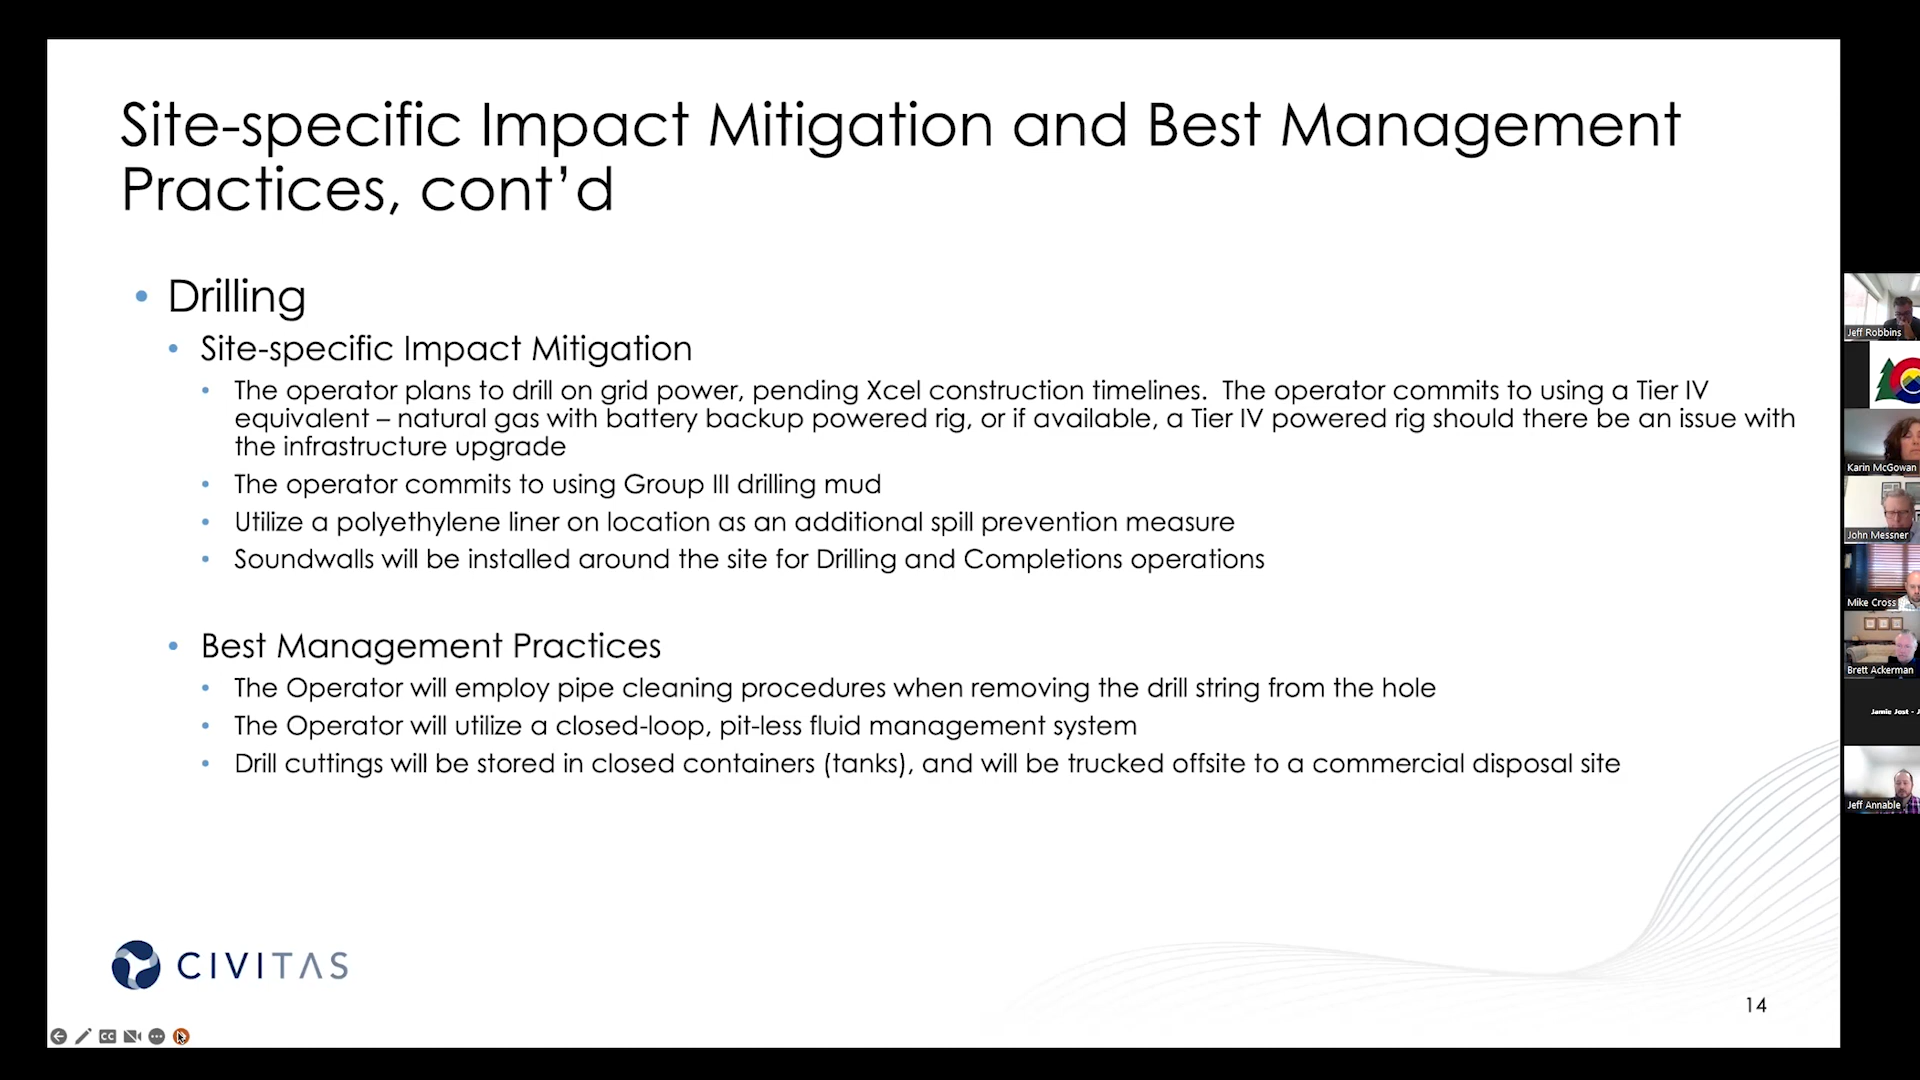 Site-specific Impact Mitigation and Best Management
Practices, cont’d
• Drilling
• Site-specific Impact Mitigation
• The operator plans to drill on grid power, pending Xcel construction timelines.  The operator commits to using a Tier IV
equivalent – natural gas with battery backup powered rig, or if available, a Tier IV powered rig should there be an issue with
the infrastructure upgrade
• The operator commits to using Group III drilling mud
• Utilize a polyethylene liner on location as an additional spill prevention measure
• Soundwalls will be installed around the site for Drilling and Completions operations
• Best Management Practices
• The Operator will employ pipe cleaning procedures when removing the drill string from the hole
• The Operator will utilize a closed-loop, pit-less fluid management system
• Drill cuttings will be stored in closed containers (tanks), and will be trucked offsite to a commercial disposal site
CIVITAS
14
CC
Jeff Robbins
Karin McGowan
John Messner
Mike Cross
Brett Ackerman
Jamie Jost - J
Jeff Annable